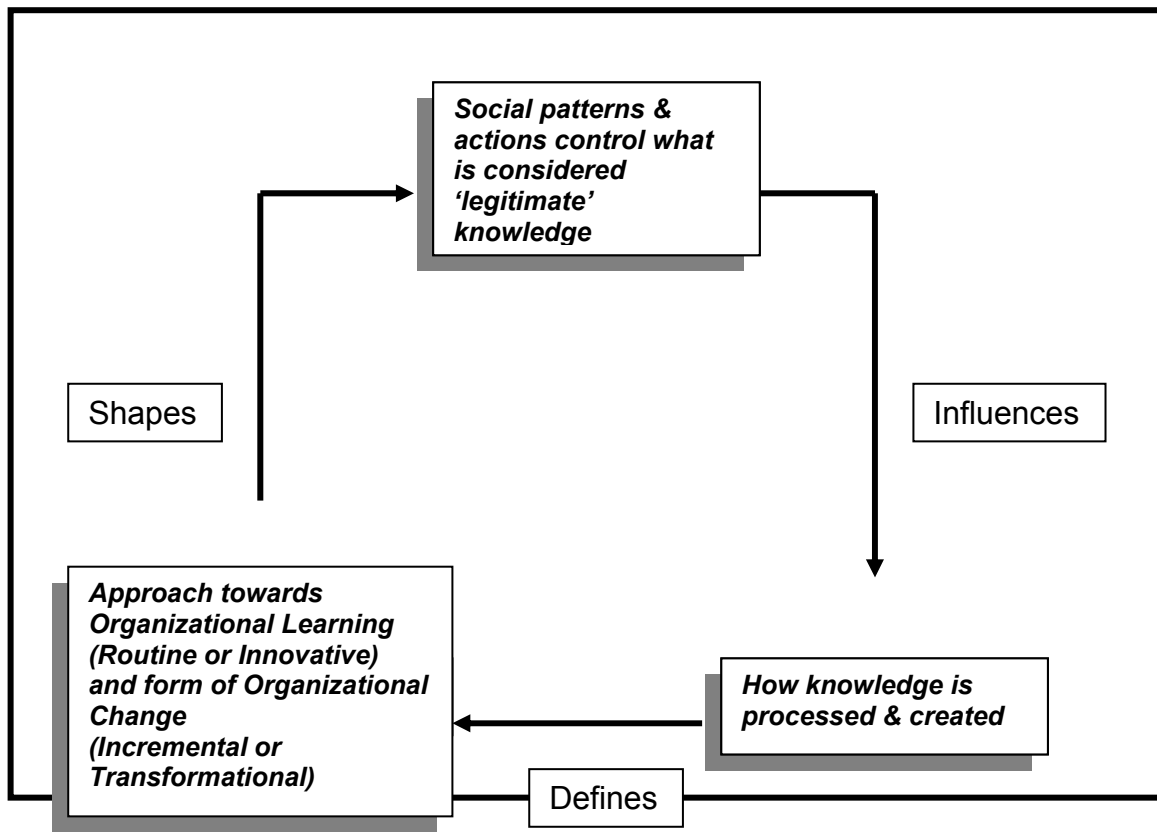 Social patterns &
actions control what
is considered
‘legitimate’
knowledge
Shapes
Influences
Approach towards
Organizational Learning
(Routine or Innovative)
and form of Organizational
Change
(Incremental or
Transformational)
How knowledge is
processed & created
Defines